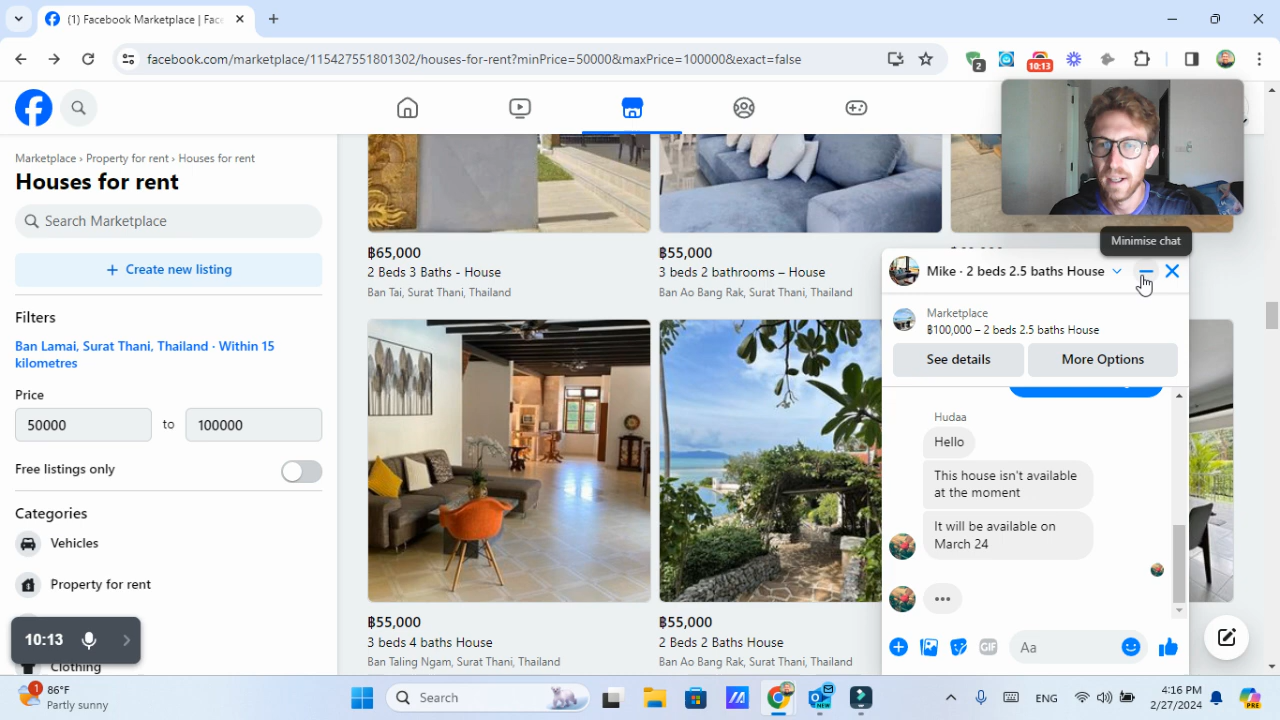 (1) Facebook Marketplace | Fac
facebook.com/marketplace/115427551801302/houses-for-rent?minPrice=50000&maxPrice=100000&exact=false
2
10:13
Marketplace › Property for rent › Houses for rent
Houses for rent
Search Marketplace
+ Create new listing
Filters
Ban Lamai, Surat Thani, Thailand · Within 15
kilometres
Price
50000 to 100000
Free listings only
Categories
Vehicles
Property for rent
Clothing
10:13
฿65,000
2 Beds 3 Baths - House
Ban Tai, Surat Thani, Thailand
฿55,000
3 beds 2 bathrooms – House
Ban Ao Bang Rak, Surat Thani, Thailand
฿55,000
3 beds 4 baths House
Ban Taling Ngam, Surat Thani, Thailand
฿55,000
2 Beds 2 Baths House
Ban Ao Bang Rak, Surat Thani, Thailand
Minimise chat
Mike · 2 beds 2.5 baths House
Marketplace
฿100,000 – 2 beds 2.5 baths House
See details
More Options
Hudaa
Hello
This house isn't available
at the moment
It will be available on
March 24
GIF
Aa
1
86°F
Partly sunny
Search
NEW
ENG
4:16 PM
2/27/2024
PRE